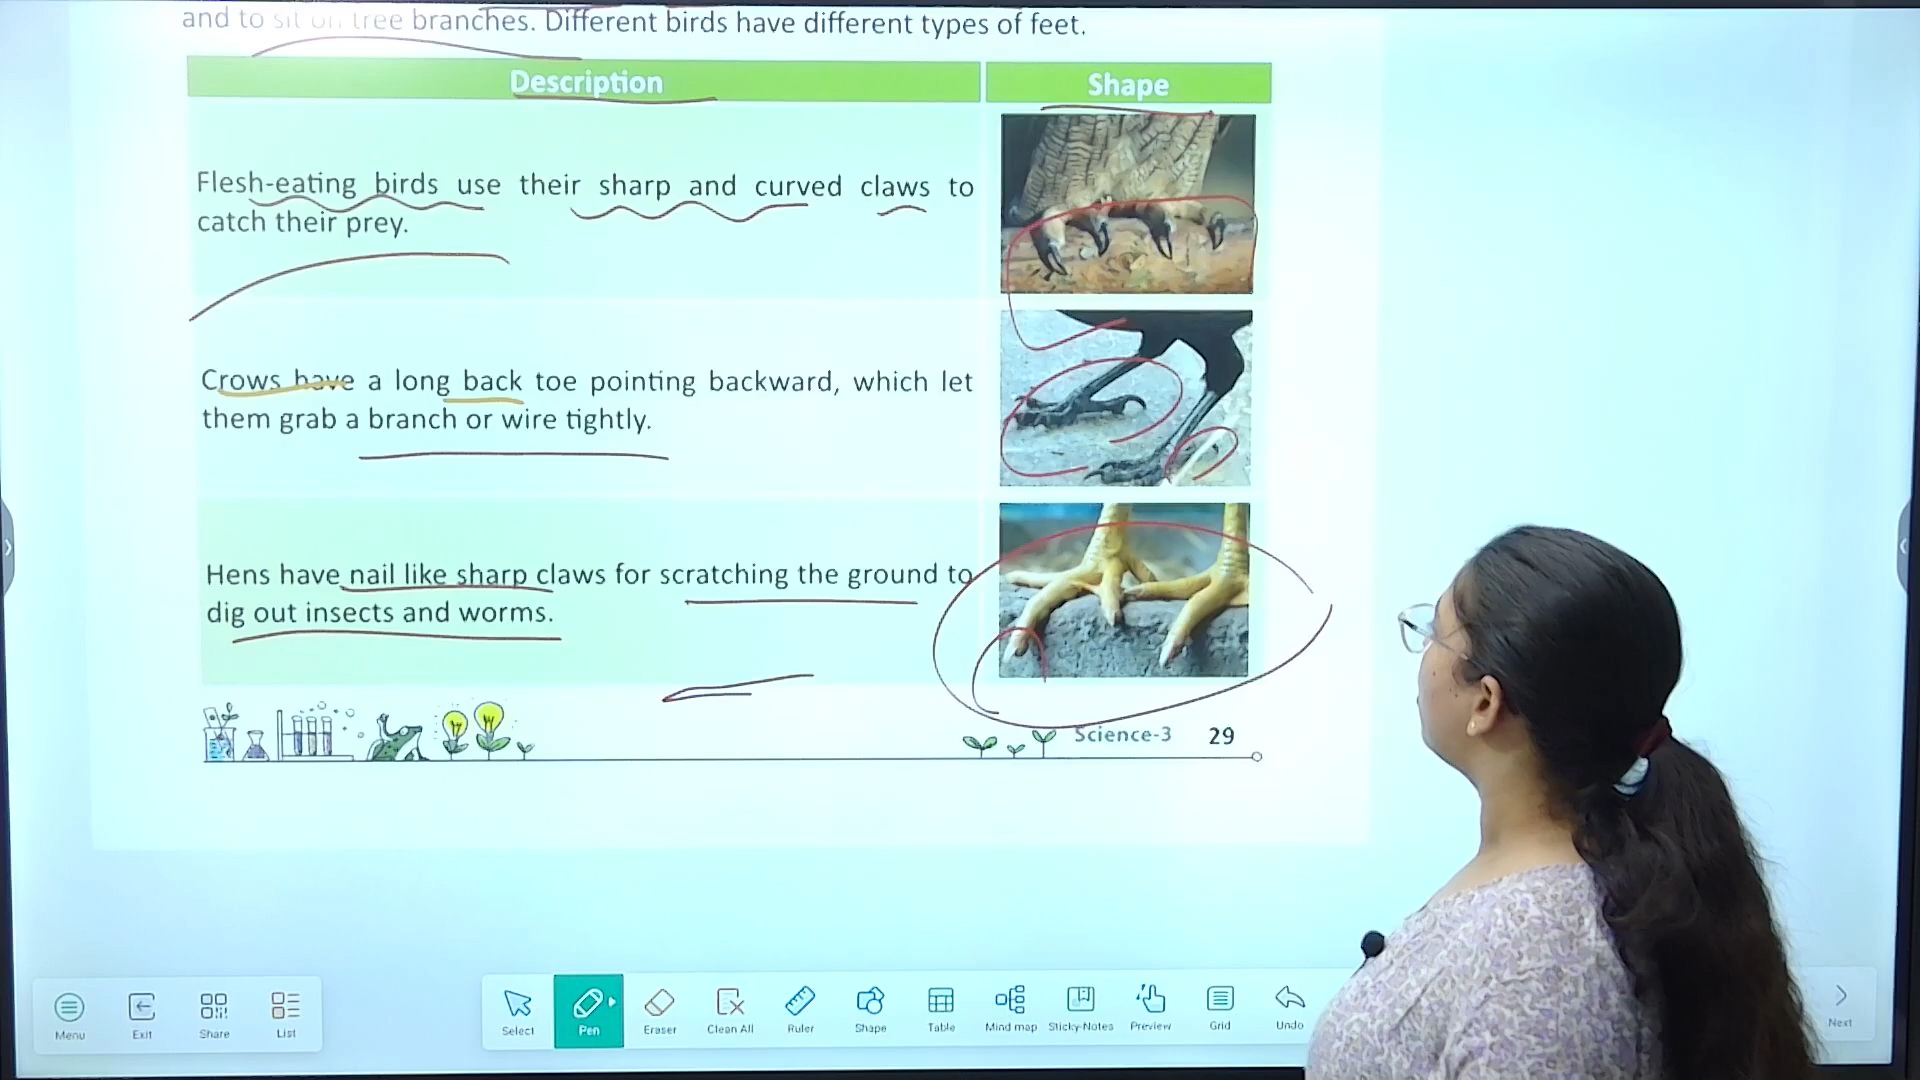 and to sit on tree branches. Different birds have different types of feet.
Description
Shape
Flesh-eating birds use their sharp and curved claws to
catch their prey.
Crows have a long back toe pointing backward, which let
them grab a branch or wire tightly.
Hens have nail like sharp claws for scratching the ground to
dig out insects and worms.
Science-3 29
Menu
Exit
Share
List
Select
Pen
Eraser
Clean All
Ruler
Shape
Table
Mind map
Sticky-Notes
Preview
Grid
Undo
Next